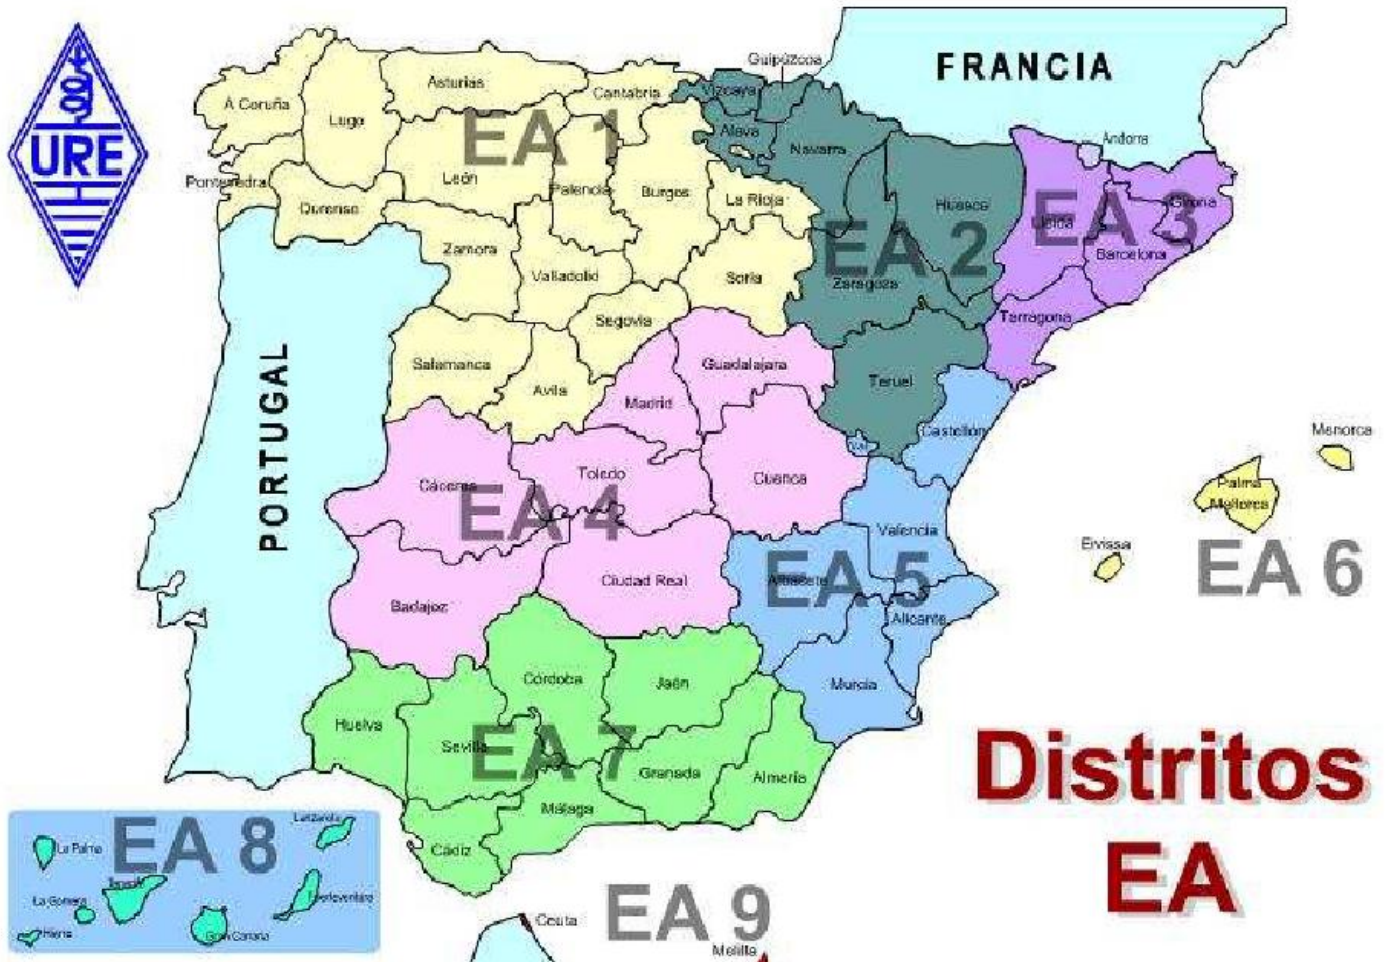 URE
FRANCIA
PORTUGAL
Guipúzcoa
Asturias
Cantabria
Vizcaya
A Coruña
Lugo
EA 1
Alava
Navarra
Andorra
Pontevedra
León
Palencia
Burgos
La Rioja
Huesca
EA 2
EA 3
Girona
Lleida
Barcelona
Ourense
Zamora
Valladolid
Soria
Zaragoza
Segovia
Tarragona
Salamanca
Avila
Guadalajara
Madrid
Teruel
Castellón
Menorca
Cáceres
EA 4
Toledo
Cuenca
Palma
Mallorca
Valencia
Eivissa
EA 6
Ciudad Real
Albacete
EA 5
Badajoz
Alicante
Córdoba
Jaén
Murcia
Huelva
Sevilla
EA 7
Granada
Almería
Málaga
Cádiz
Distritos
EA
EA 8
Lanzarote
La Palma
Tenerife
La Gomera
Fuerteventura
Hierro
Gran Canaria
EA 9
Ceuta
Melilla